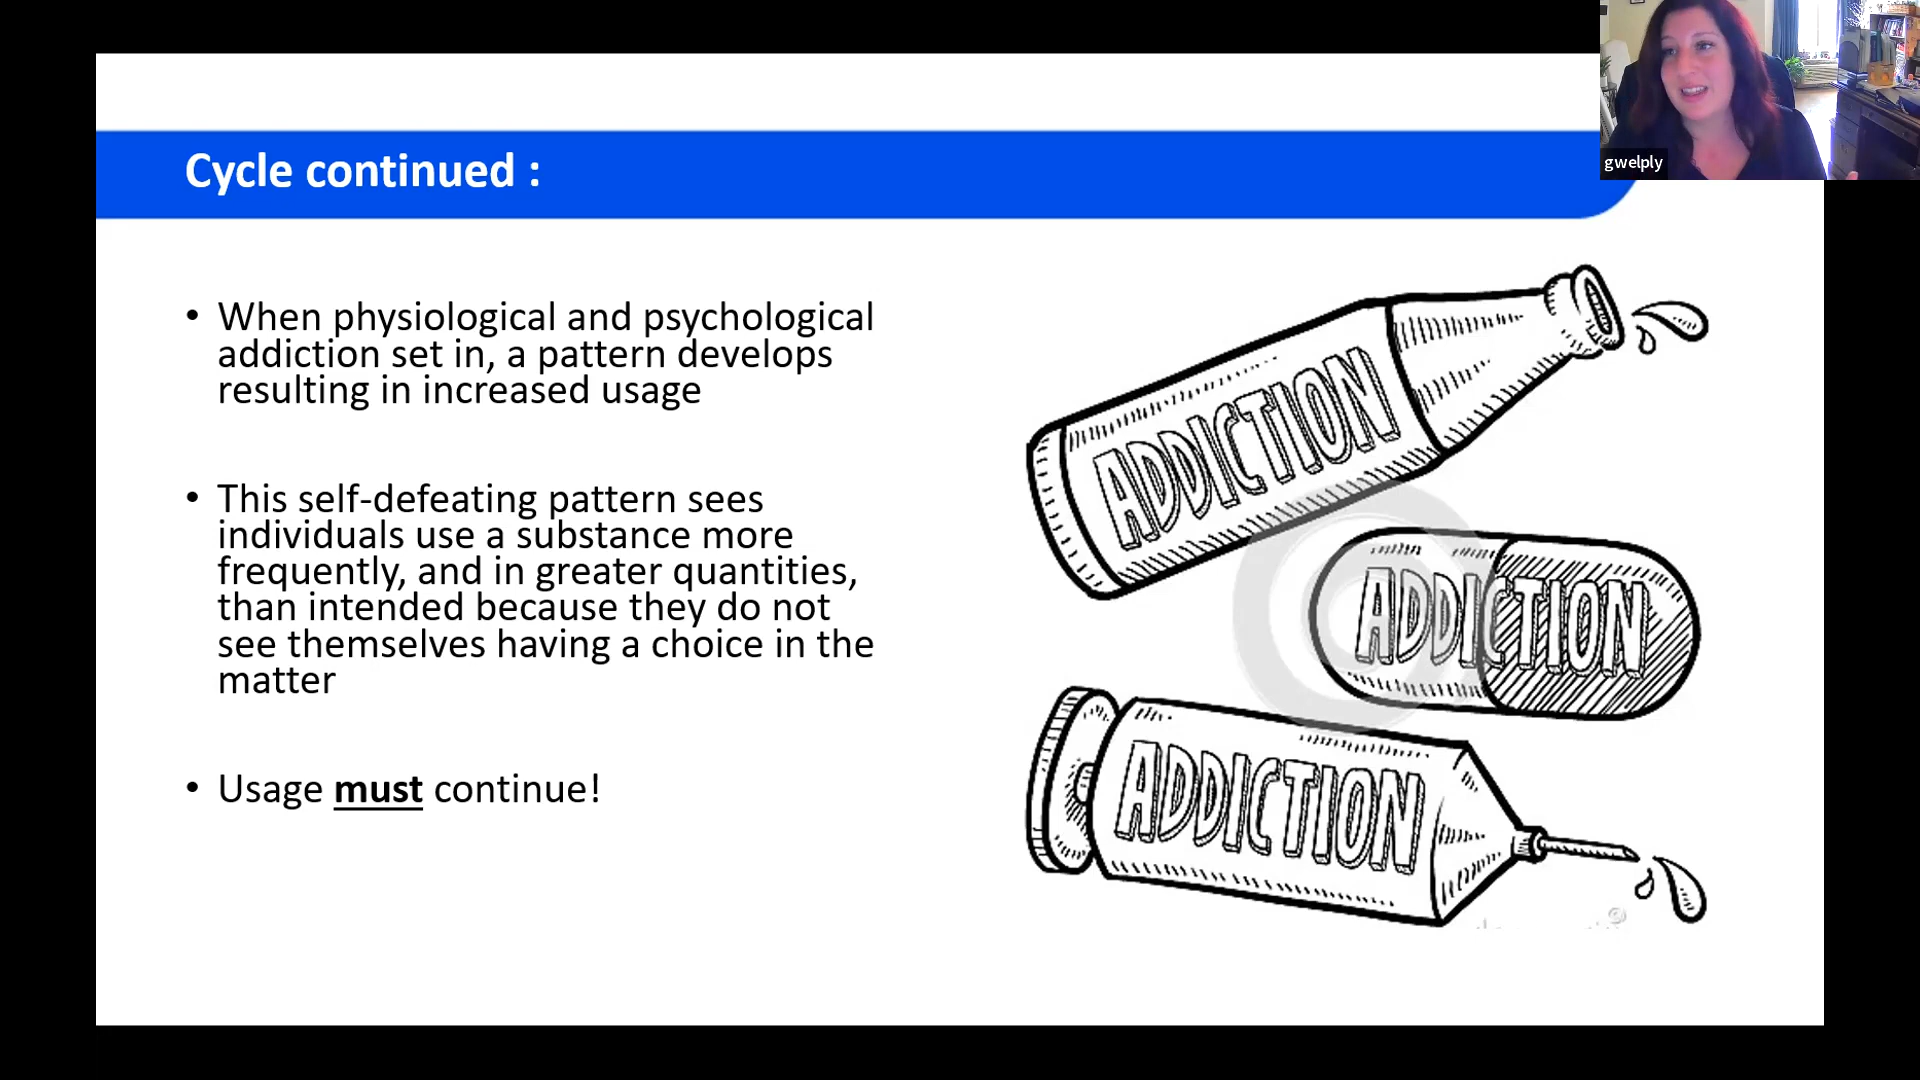 gwelply
Cycle continued :
• When physiological and psychological
addiction set in, a pattern develops
resulting in increased usage
• This self-defeating pattern sees
individuals use a substance more
frequently, and in greater quantities,
than intended because they do not
see themselves having a choice in the
matter
• Usage must continue!
ADDICTION
ADDICTION
ADDICTION